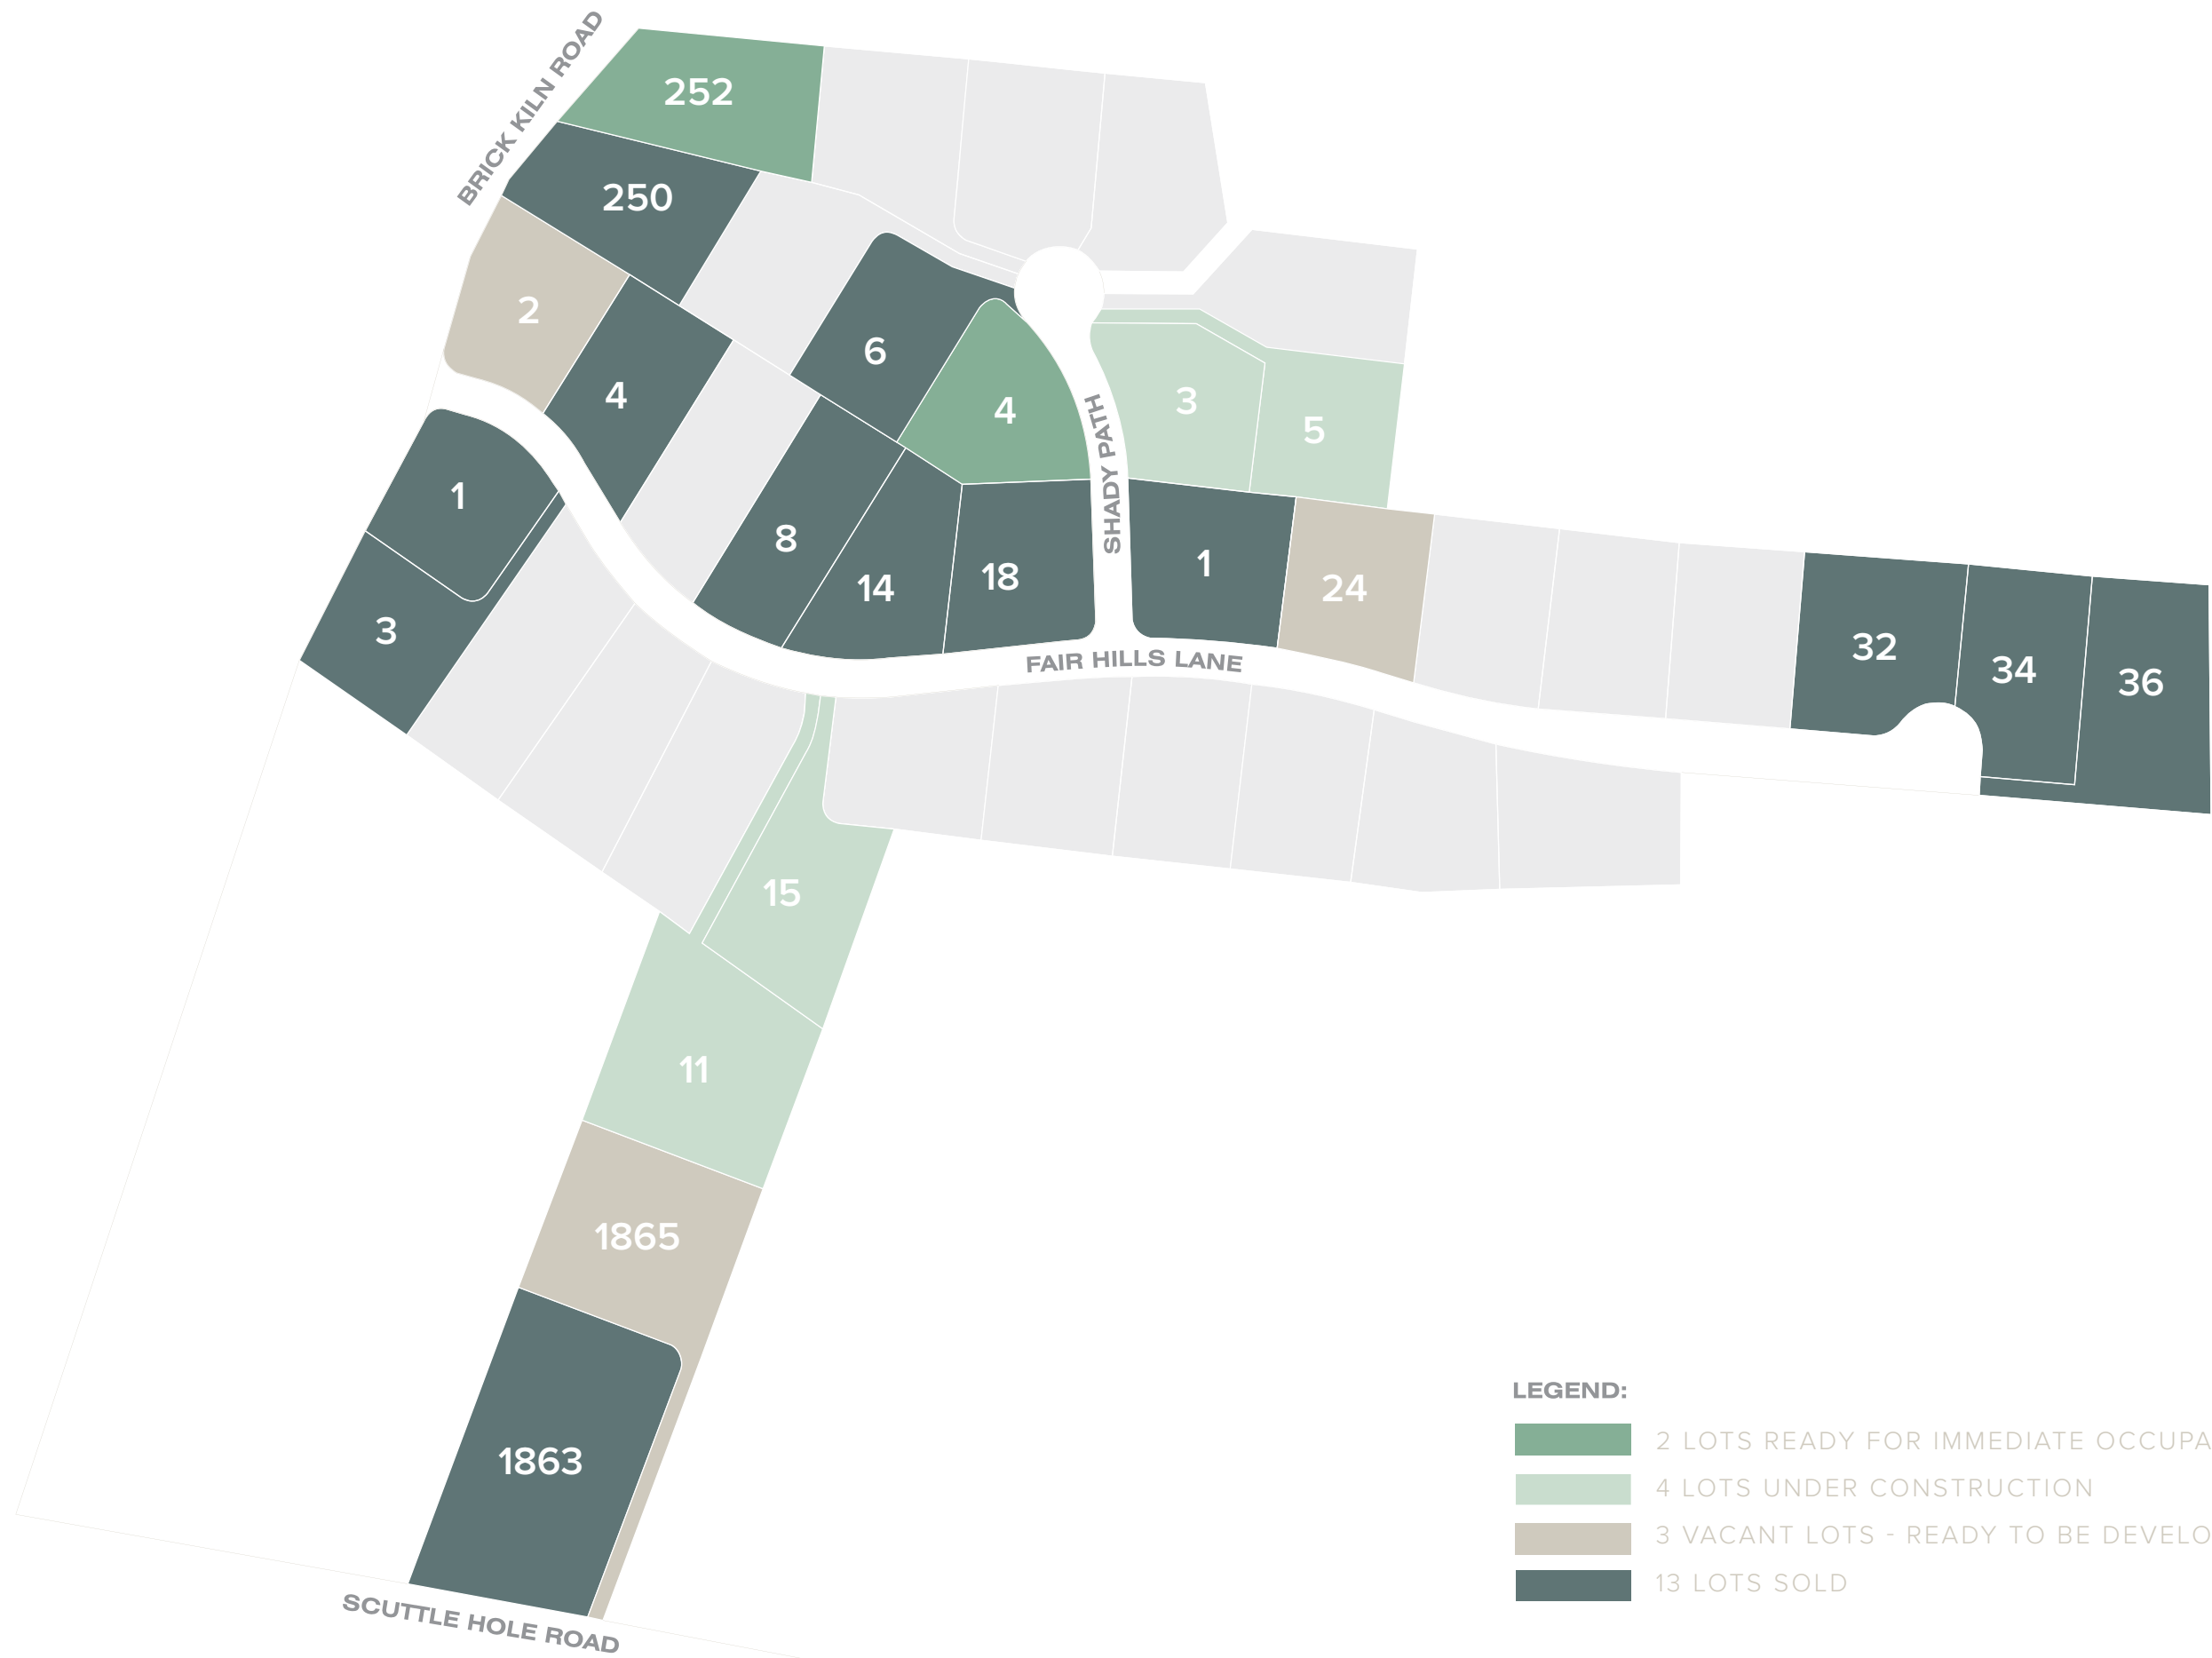 BRICK KILN ROAD
252
250
2
4
6
4
3
5
1
8
14
18
SHADY PATH
1
24
3
FAIR HILLS LANE
32
34
36
15
11
1865
1863
SCUTTLE HOLE ROAD
LEGEND:
2 LOTS READY FOR IMMEDIATE OCCUPA
4 LOTS UNDER CONSTRUCTION
3 VACANT LOTS - READY TO BE DEVELO
13 LOTS SOLD